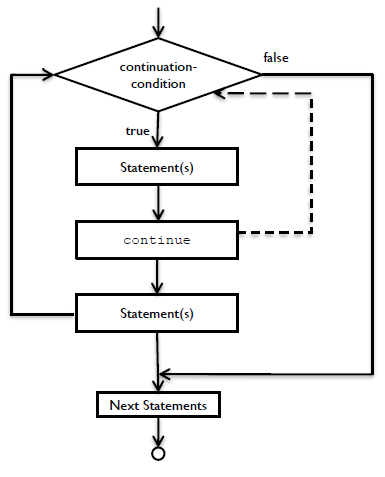 continuation-
condition
false
true
Statement(s)
continue
Statement(s)
Next Statements